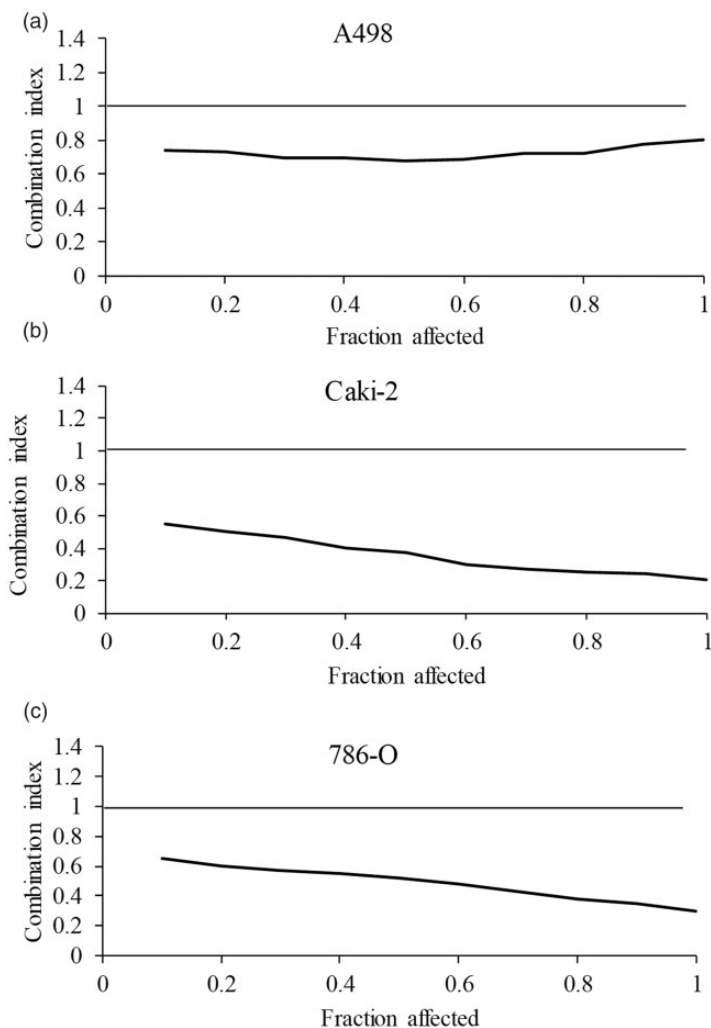 (a)
A498
1.4
1.2
1
0.8
0.6
0.4
0.2
0
Combination index
0 0.2 0.4 0.6 0.8 1
Fraction affected
(b)
Caki-2
1.4
1.2
1
0.8
0.6
0.4
0.2
0
Combination index
0 0.2 0.4 0.6 0.8 1
Fraction affected
(c)
786-O
1.4
1.2
1
0.8
0.6
0.4
0.2
0
Combination index
0 0.2 0.4 0.6 0.8 1
Fraction affected